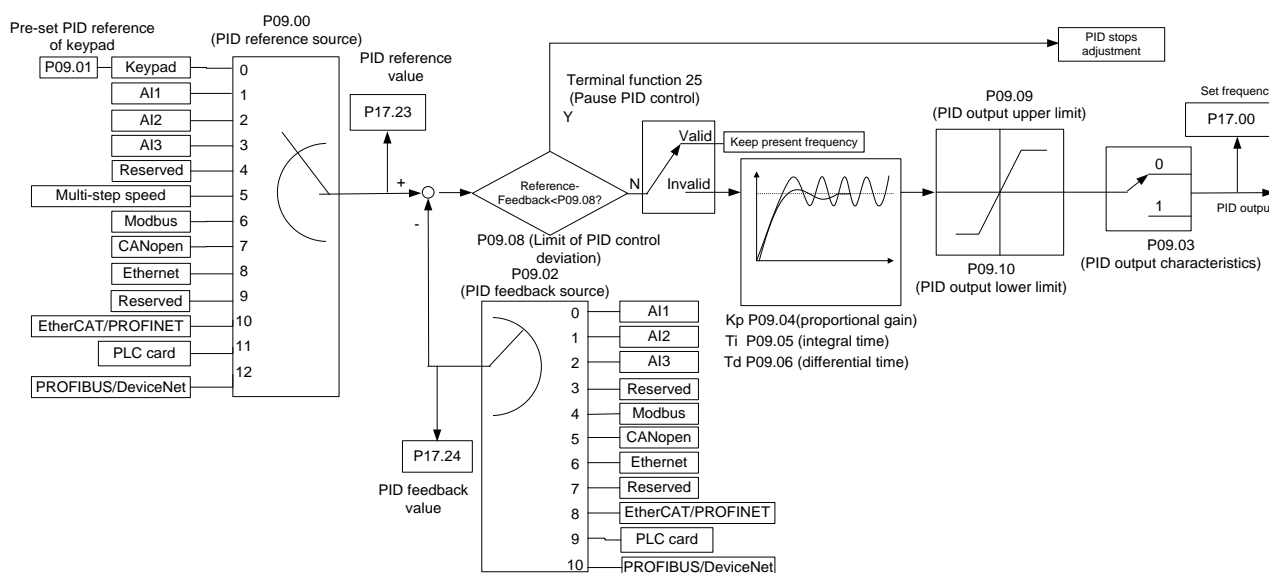 Pre-set PID reference
of keypad
P09.01
Keypad
AI1
AI2
AI3
Reserved
Multi-step speed
Modbus
CANopen
Ethernet
Reserved
EtherCAT/PROFINET
PLC card
PROFIBUS/DeviceNet
P09.00
(PID reference source)
0
1
2
3
4
5
6
7
8
9
10
11
12
PID reference
value
P17.23
+
-
P17.24
PID feedback
value
Terminal function 25
(Pause PID control)
Y
Reference-
Feedback<P09.08?
N
P09.08 (Limit of PID control
deviation)
P09.02
(PID feedback source)
0
1
2
3
4
5
6
7
8
9
10
AI1
AI2
AI3
Reserved
Modbus
CANopen
Ethernet
Reserved
EtherCAT/PROFINET
PLC card
PROFIBUS/DeviceNet
Valid
Invalid
Keep present frequency
PID stops
adjustment
Kp P09.04(proportional gain)
Ti P09.05 (integral time)
Td P09.06 (differential time)
P09.09
(PID output upper limit)
P09.10
(PID output lower limit)
0
1
P09.03
(PID output characteristics)
Set frequency
P17.00
PID output